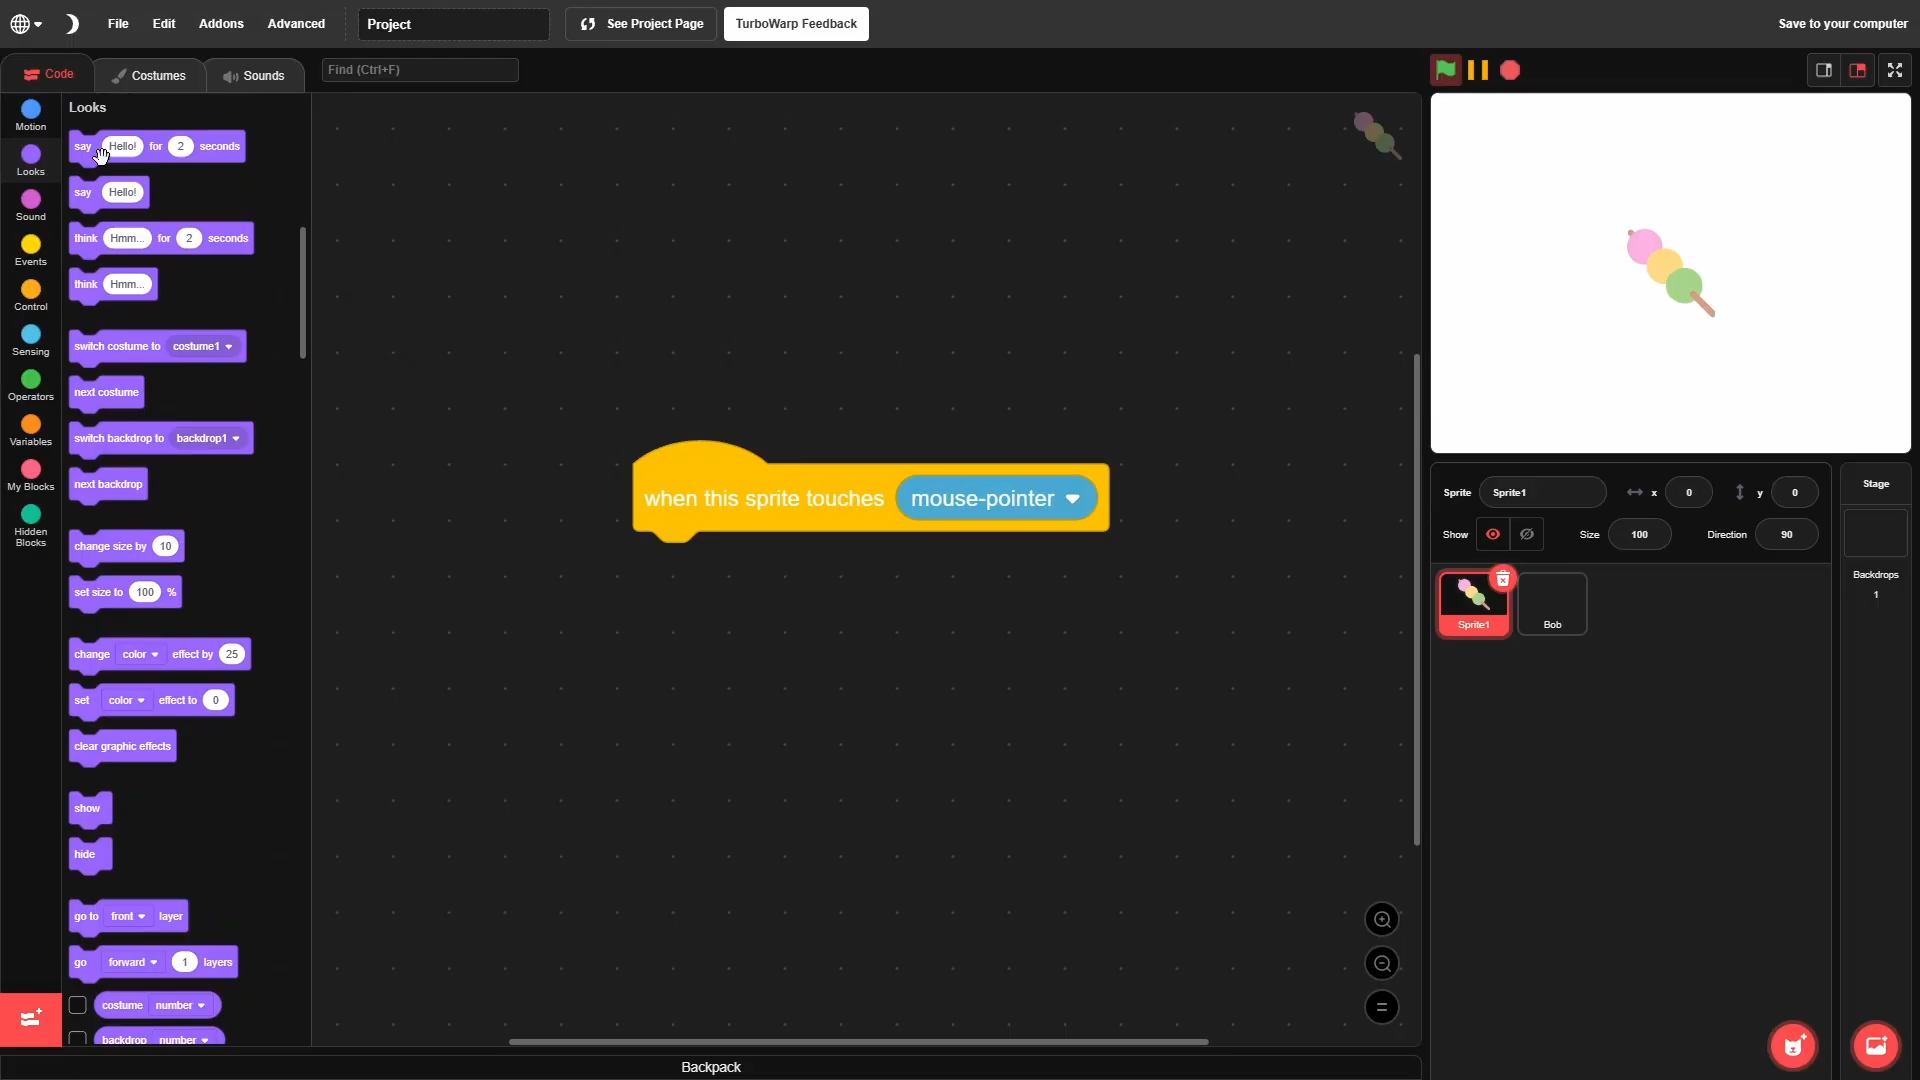 File Edit Addons Advanced Project See Project Page TurboWarp Feedback Save to your computer
Code Costumes Sounds Find (Ctrl+F)
Motion
Looks
Sound
Events
Control
Sensing
Operators
Variables
My Blocks
Hidden
Blocks
Looks
say Hello! for 2 seconds
say Hello!
think Hmm... for 2 seconds
think Hmm...
switch costume to costume1
next costume
switch backdrop to backdrop1
next backdrop
change size by 10
set size to 100 %
change color effect by 25
set color effect to 0
clear graphic effects
show
hide
go to front layer
go forward 1 layers
costume number
backdrop number
when this sprite touches mouse-pointer
Sprite Sprite1 x 0 y 0
Show Size 100 Direction 90
Sprite1
Bob
Stage
Backdrops
1
Backpack